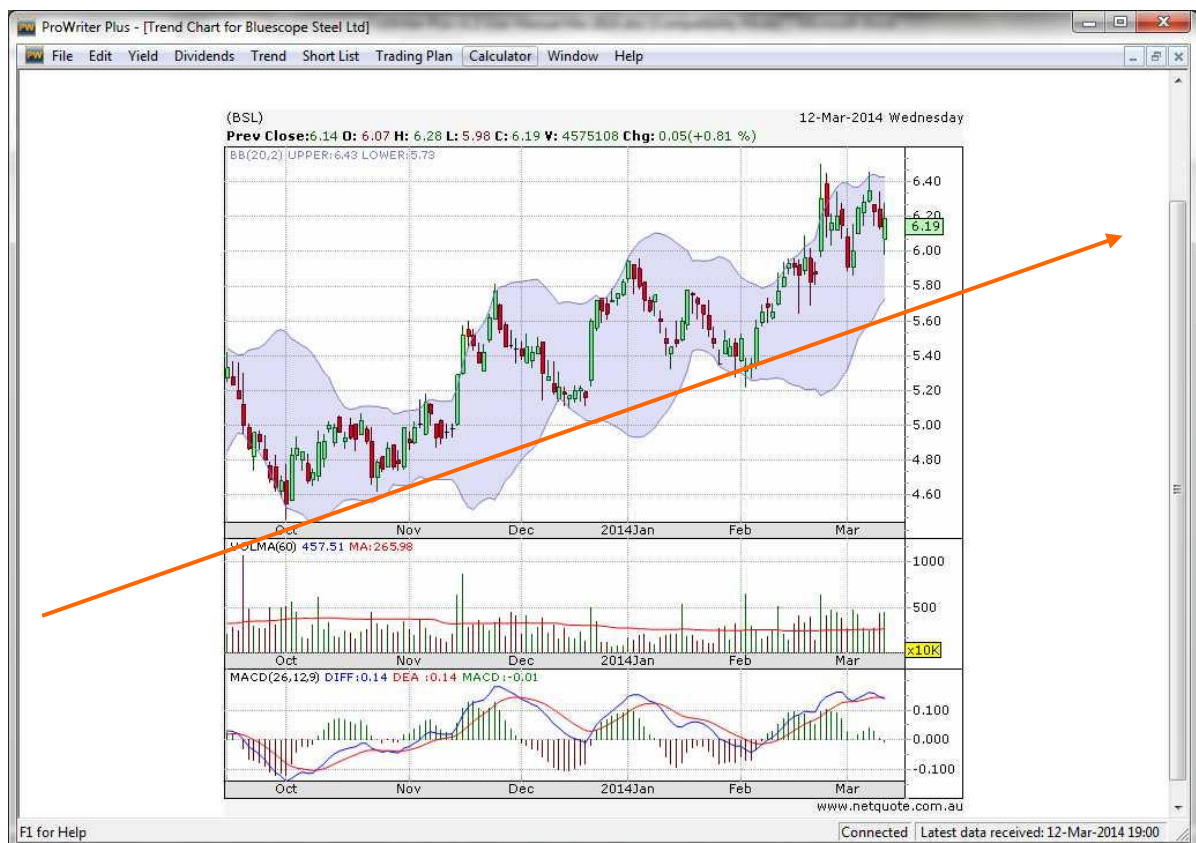 ProWriter Plus - [Trend Chart for Bluescope Steel Ltd]
File Edit Yield Dividends Trend Short List Trading Plan Calculator Window Help
(BSL) 12-Mar-2014 Wednesday
Prev Close:6.14 O: 6.07 H: 6.28 L: 5.98 C: 6.19 V: 4575108 Chg: 0.05(+0.81 %)
BB(20,2) UPPER:6.43 LOWER:5.73
6.40
6.20
6.19
6.00
5.80
5.60
5.40
5.20
5.00
4.80
4.60
Oct Nov Dec 2014Jan Feb Mar
VOLMA(60) 457.51 MA:265.98
1000
500
x10K
Oct Nov Dec 2014Jan Feb Mar
MACD(26,12,9) DIFF:0.14 DEA :0.14 MACD:-0.01
0.100
0.000
-0.100
Oct Nov Dec 2014Jan Feb Mar
www.netquote.com.au
F1 for Help Connected Latest data received: 12-Mar-2014 19:00